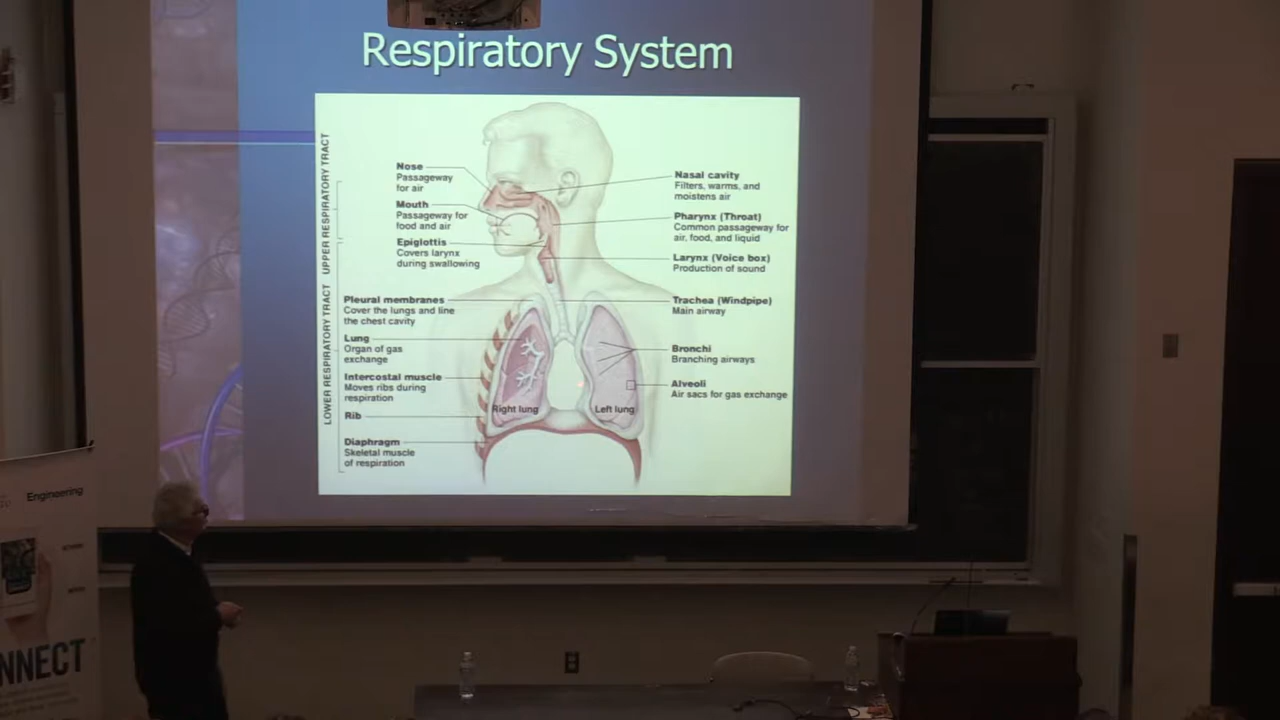 Respiratory System
UPPER RESPIRATORY TRACT
LOWER RESPIRATORY TRACT
Nose
Passageway
for air
Mouth
Passageway for
food and air
Epiglottis
Covers larynx
during swallowing
Pleural membranes
Cover the lungs and line
the chest cavity
Lung
Organ of gas
exchange
Intercostal muscle
Moves ribs during
respiration
Rib
Diaphragm
Skeletal muscle
of respiration
Nasal cavity
Filters, warms, and
moistens air
Pharynx (Throat)
Common passageway for
air, food, and liquid
Larynx (Voice box)
Production of sound
Trachea (Windpipe)
Main airway
Bronchi
Branching airways
Alveoli
Air sacs for gas exchange
Right lung
Left lung
Engineering
NNECT